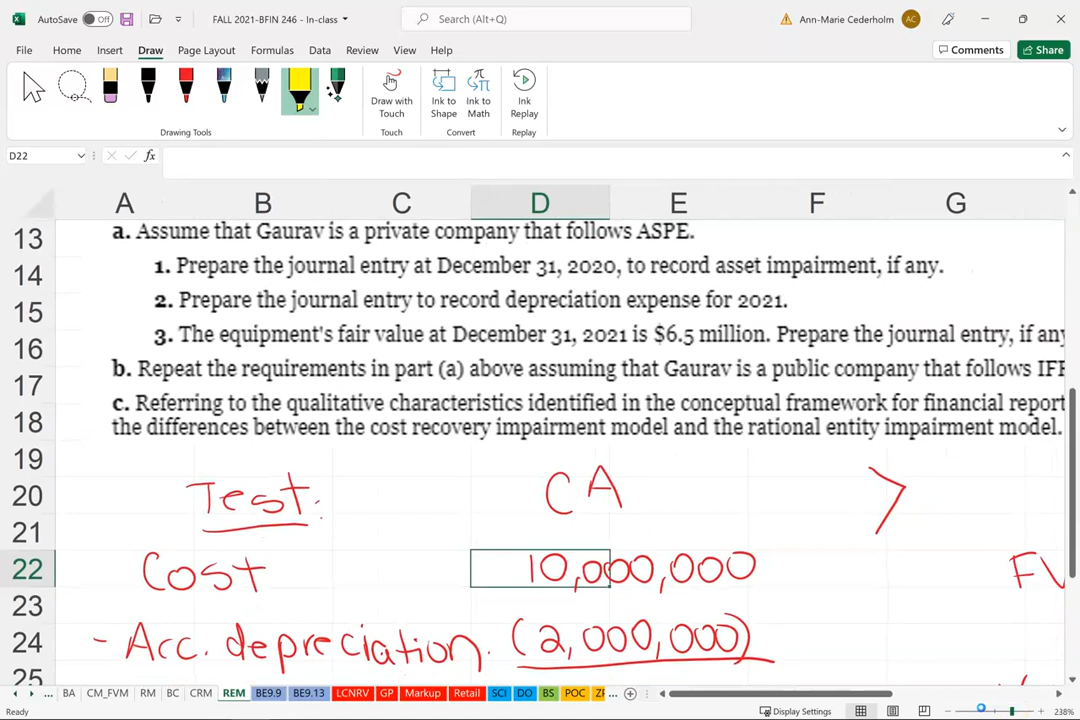 AutoSave Off FALL 2021-BFIN 246 - In-class Search (Alt+Q) Ann-Marie Cederholm AC
File Home Insert Draw Page Layout Formulas Data Review View Help Comments Share
Draw with Touch Ink to Shape Ink to Math Ink Replay
Drawing Tools Touch Convert Replay
D22 fx
A B C D E F G
13 a. Assume that Gaurav is a private company that follows ASPE.
14 1. Prepare the journal entry at December 31, 2020, to record asset impairment, if any.
15 2. Prepare the journal entry to record depreciation expense for 2021.
16 3. The equipment's fair value at December 31, 2021 is $6.5 million. Prepare the journal entry, if any
17 b. Repeat the requirements in part (a) above assuming that Gaurav is a public company that follows IFR
c. Referring to the qualitative characteristics identified in the conceptual framework for financial report
18 the differences between the cost recovery impairment model and the rational entity impairment model.
19
20 Test: CA >
21
22 Cost 10,000,000 FV
23
24 - Acc. depreciation. (2,000,000)
25
... BA CM_FVM RM BC CRM REM BE9.9 BE9.13 LCNRV GP Markup Retail SCI DO BS POC ZF ...
Ready Display Settings 238%